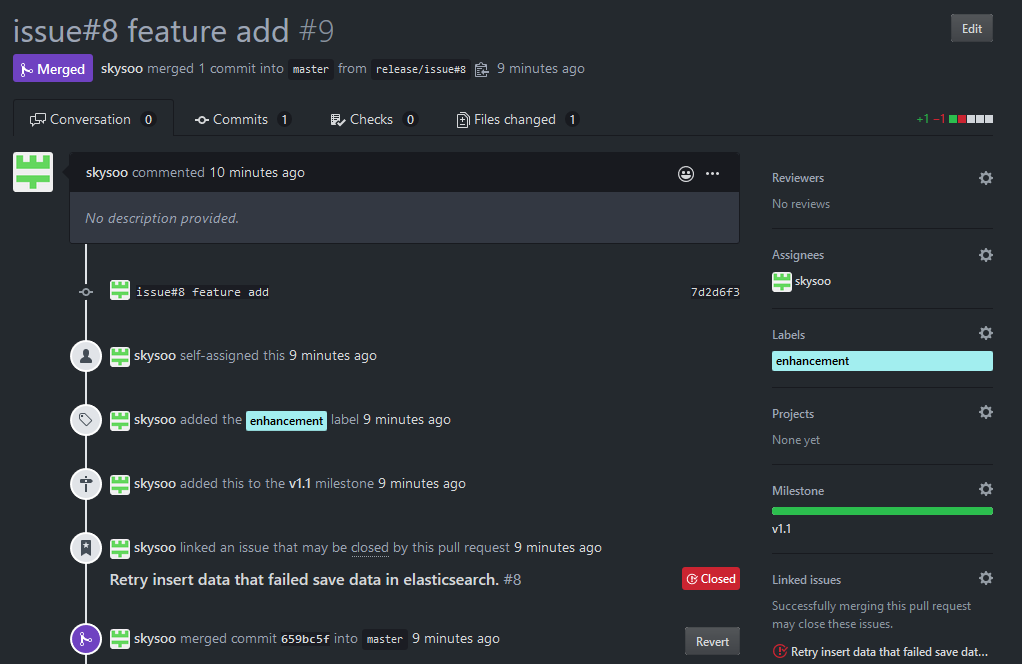 issue#8 feature add #9
Edit
Merged skysoo merged 1 commit into master from release/issue#8 9 minutes ago
Conversation 0 Commits 1 Checks 0 Files changed 1 +1 −1
skysoo commented 10 minutes ago
No description provided.
issue#8 feature add 7d2d6f3
skysoo self-assigned this 9 minutes ago
skysoo added the enhancement label 9 minutes ago
skysoo added this to the v1.1 milestone 9 minutes ago
skysoo linked an issue that may be closed by this pull request 9 minutes ago
Retry insert data that failed save data in elasticsearch. #8 Closed
skysoo merged commit 659bc5f into master 9 minutes ago Revert
Reviewers
No reviews
Assignees
skysoo
Labels
enhancement
Projects
None yet
Milestone
v1.1
Linked issues
Successfully merging this pull request
may close these issues.
Retry insert data that failed save dat...